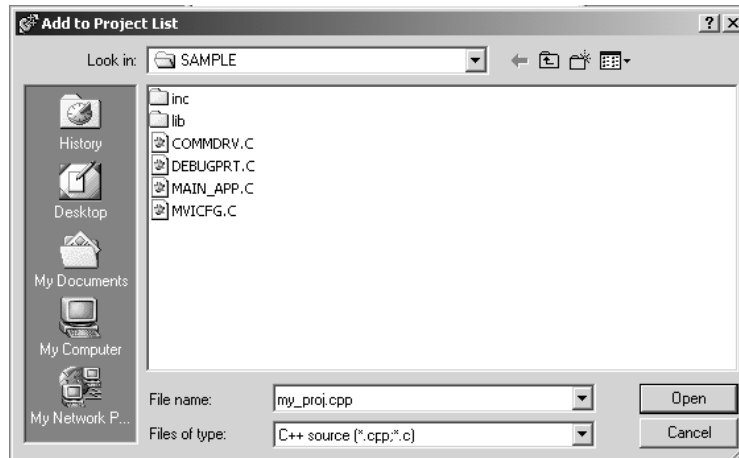 Add to Project List
Look in: SAMPLE
inc
lib
COMMDRV.C
DEBUGPRT.C
MAIN_APP.C
MVICFG.C
History
Desktop
My Documents
My Computer
My Network P...
File name: my_proj.cpp Open
Files of type: C++ source (*.cpp;*.c) Cancel